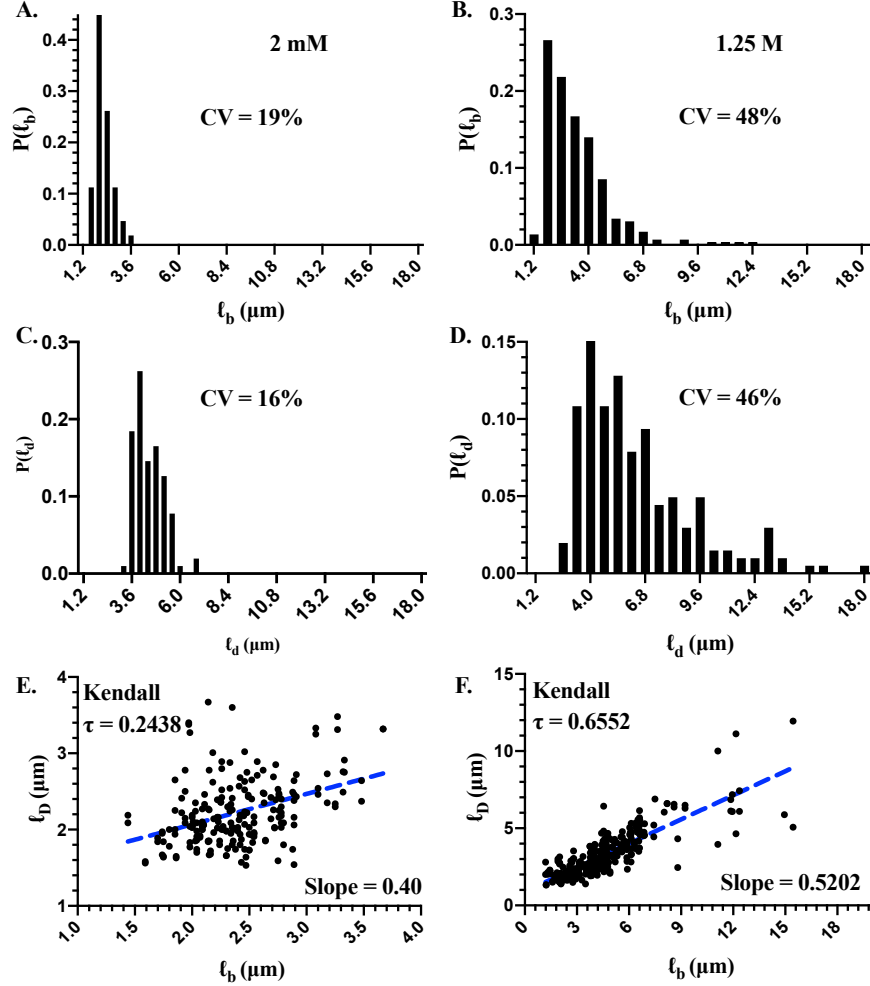 A.
2 mM
CV = 19%
P(ℓb)
0.4
0.3
0.2
0.1
0.0
1.2 3.6 6.0 8.4 10.8 13.2 15.6 18.0
ℓb (μm)
B.
1.25 M
CV = 48%
P(ℓb)
0.3
0.2
0.1
0.0
1.2 4.0 6.8 9.6 12.4 15.2 18.0
ℓb (μm)
C.
CV = 16%
P(ℓd)
0.3
0.2
0.1
0.0
1.2 3.6 6.0 8.4 10.8 13.2 15.6 18.0
ℓd (μm)
D.
CV = 46%
P(ℓd)
0.15
0.10
0.05
0.00
1.2 4.0 6.8 9.6 12.4 15.2 18.0
ℓd (μm)
E.
Kendall
τ = 0.2438
ℓD (μm)
4
3
2
1
Slope = 0.40
1.0 1.5 2.0 2.5 3.0 3.5 4.0
ℓb (μm)
F.
Kendall
τ = 0.6552
ℓD (μm)
15
10
5
0
Slope = 0.5202
0 3 6 9 12 15 18
ℓb (μm)